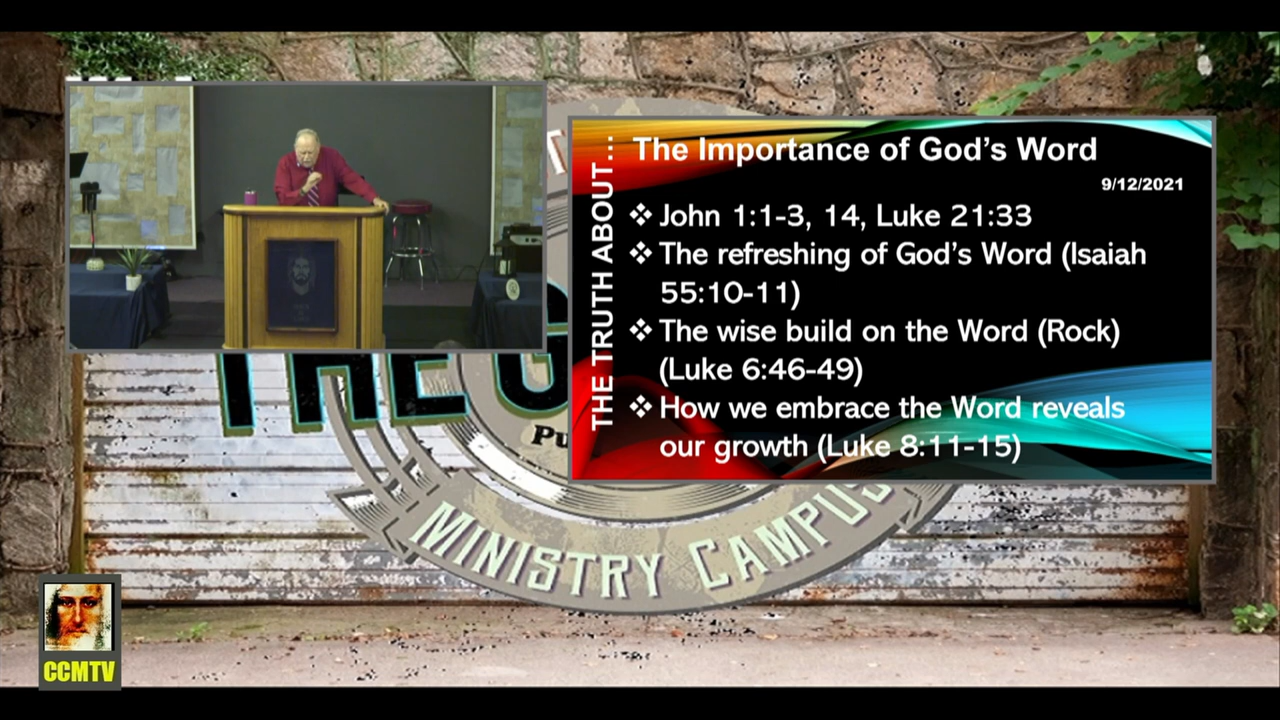 THE TRUTH ABOUT…
The Importance of God's Word
9/12/2021
❖ John 1:1-3, 14, Luke 21:33
❖ The refreshing of God's Word (Isaiah
55:10-11)
❖ The wise build on the Word (Rock)
(Luke 6:46-49)
❖ How we embrace the Word reveals
our growth (Luke 8:11-15)
THE
MINISTRY CAMPUS
CCMTV